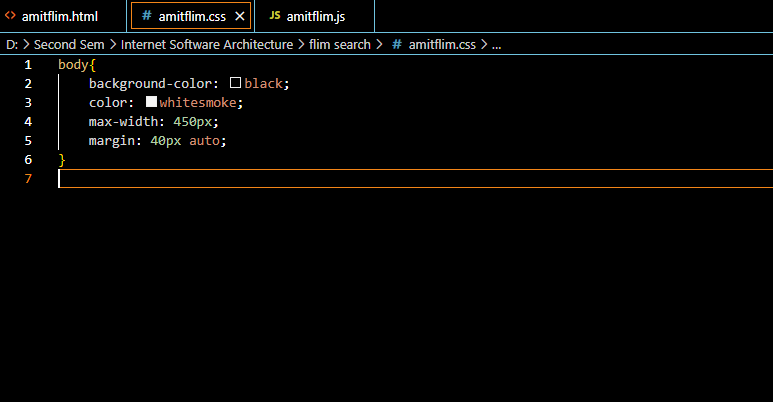 <> amitflim.html # amitflim.css × JS amitflim.js
D: > Second Sem > Internet Software Architecture > flim search > # amitflim.css > ...
1 body{
2 background-color: black;
3 color: whitesmoke;
4 max-width: 450px;
5 margin: 40px auto;
6 }
7